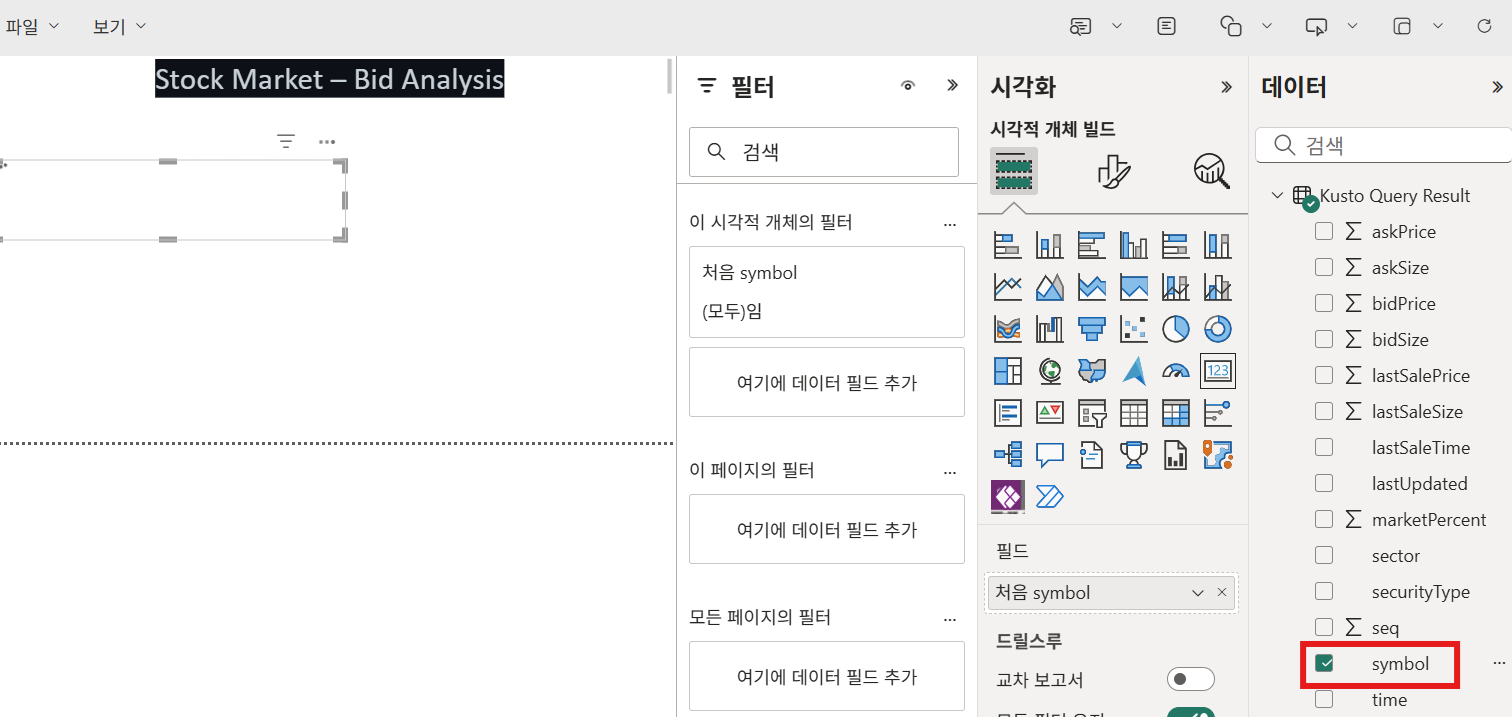 파일
보기
Stock Market – Bid Analysis
필터
검색
이 시각적 개체의 필터
...
처음 symbol
(모두)임
여기에 데이터 필드 추가
이 페이지의 필터
...
여기에 데이터 필드 추가
모든 페이지의 필터
...
여기에 데이터 필드 추가
시각화
시각적 개체 빌드
123
필드
처음 symbol
드릴스루
교차 보고서
데이터
검색
Kusto Query Result
∑ askPrice
∑ askSize
∑ bidPrice
∑ bidSize
∑ lastSalePrice
∑ lastSaleSize
lastSaleTime
lastUpdated
∑ marketPercent
sector
securityType
∑ seq
symbol
...
time